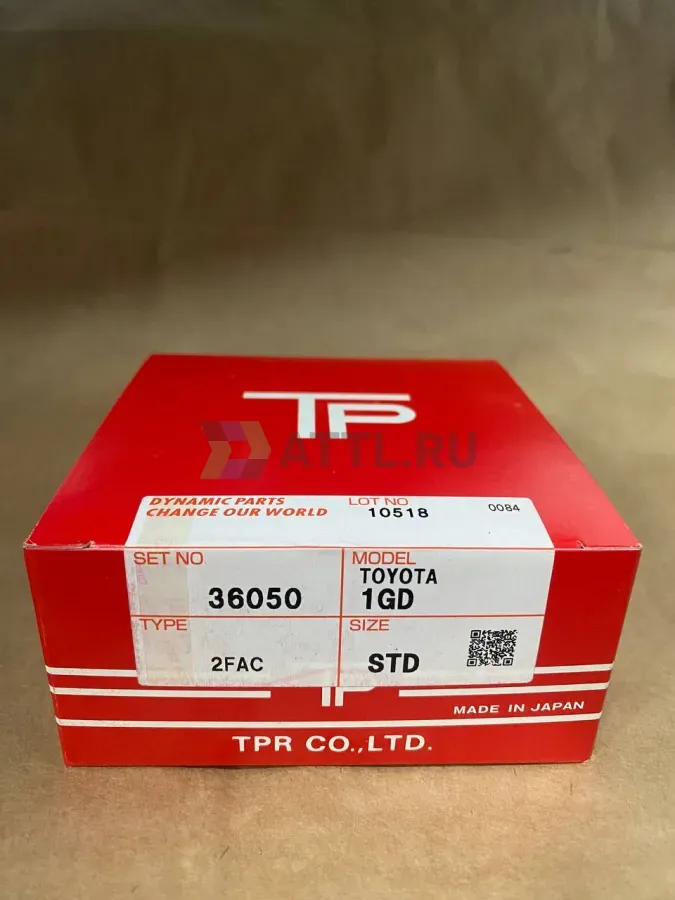 TP
ATTL.RU
DYNAMIC PARTS
CHANGE OUR WORLD
LOT NO.
10518
0084
SET NO
36050
MODEL
TOYOTA
1GD
TYPE
2FAC
SIZE
STD
TP
MADE IN JAPAN
TPR CO.,LTD.